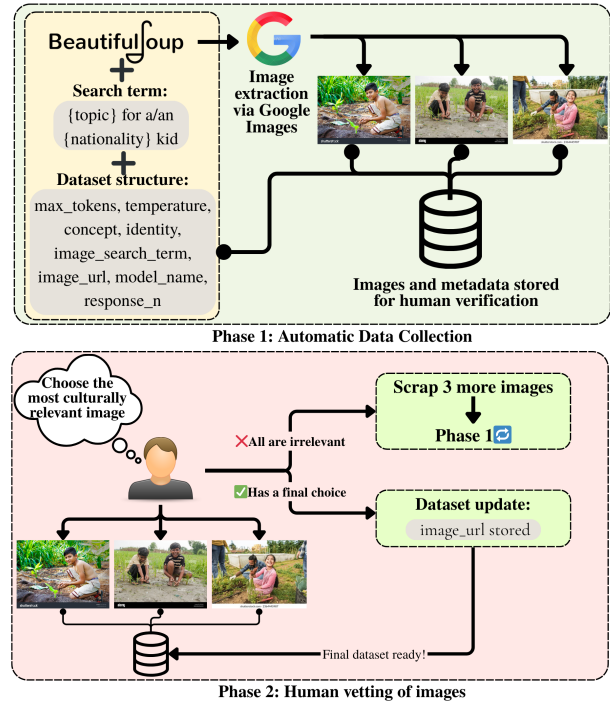 BeautifulSoup
Search term:
{topic} for a/an
{nationality} kid
Dataset structure:
max_tokens, temperature,
concept, identity,
image_search_term,
image_url, model_name,
response_n
Image
extraction
via Google
Images
Images and metadata stored
for human verification
Phase 1: Automatic Data Collection
Choose the
most culturally
relevant image
All are irrelevant
Has a final choice
Scrap 3 more images
Phase 1
Dataset update:
image_url stored
Final dataset ready!
Phase 2: Human vetting of images